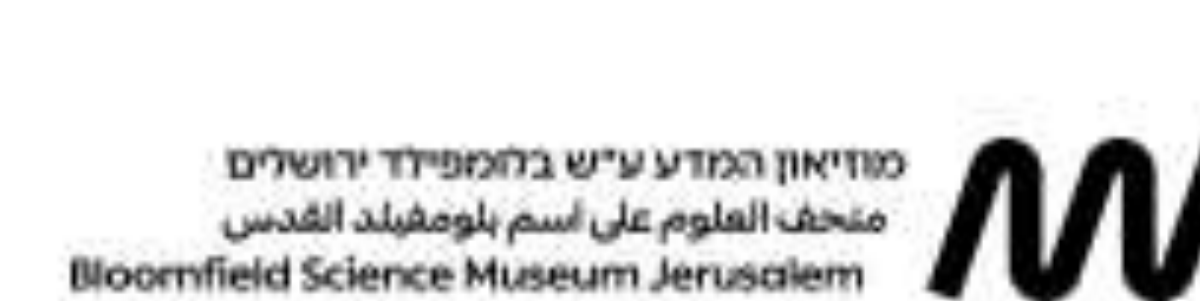 מוזיאון המדע ע"ש בלומפילד ירושלים
متحف العلوم على اسم بلومفيلد القدس
Bloomfield Science Museum Jerusalem